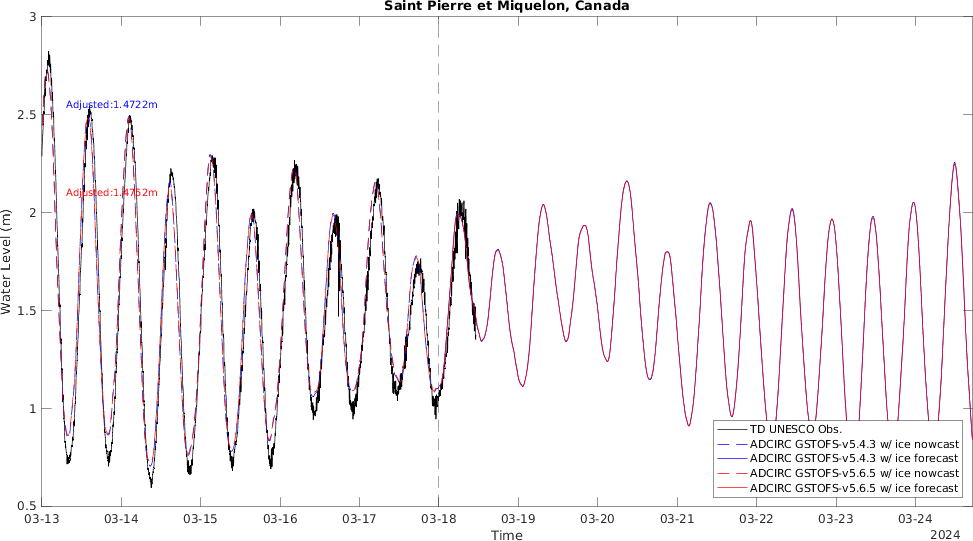 Saint Pierre et Miquelon, Canada
3
2.5
2
1.5
1
0.5
Water Level (m)
Adjusted:1.4722m
Adjusted:1.4752m
TD UNESCO Obs.
ADCIRC GSTOFS-v5.4.3 w/ ice nowcast
ADCIRC GSTOFS-v5.4.3 w/ ice forecast
ADCIRC GSTOFS-v5.6.5 w/ ice nowcast
ADCIRC GSTOFS-v5.6.5 w/ ice forecast
03-13 03-14 03-15 03-16 03-17 03-18 03-19 03-20 03-21 03-22 03-23 03-24
Time
2024